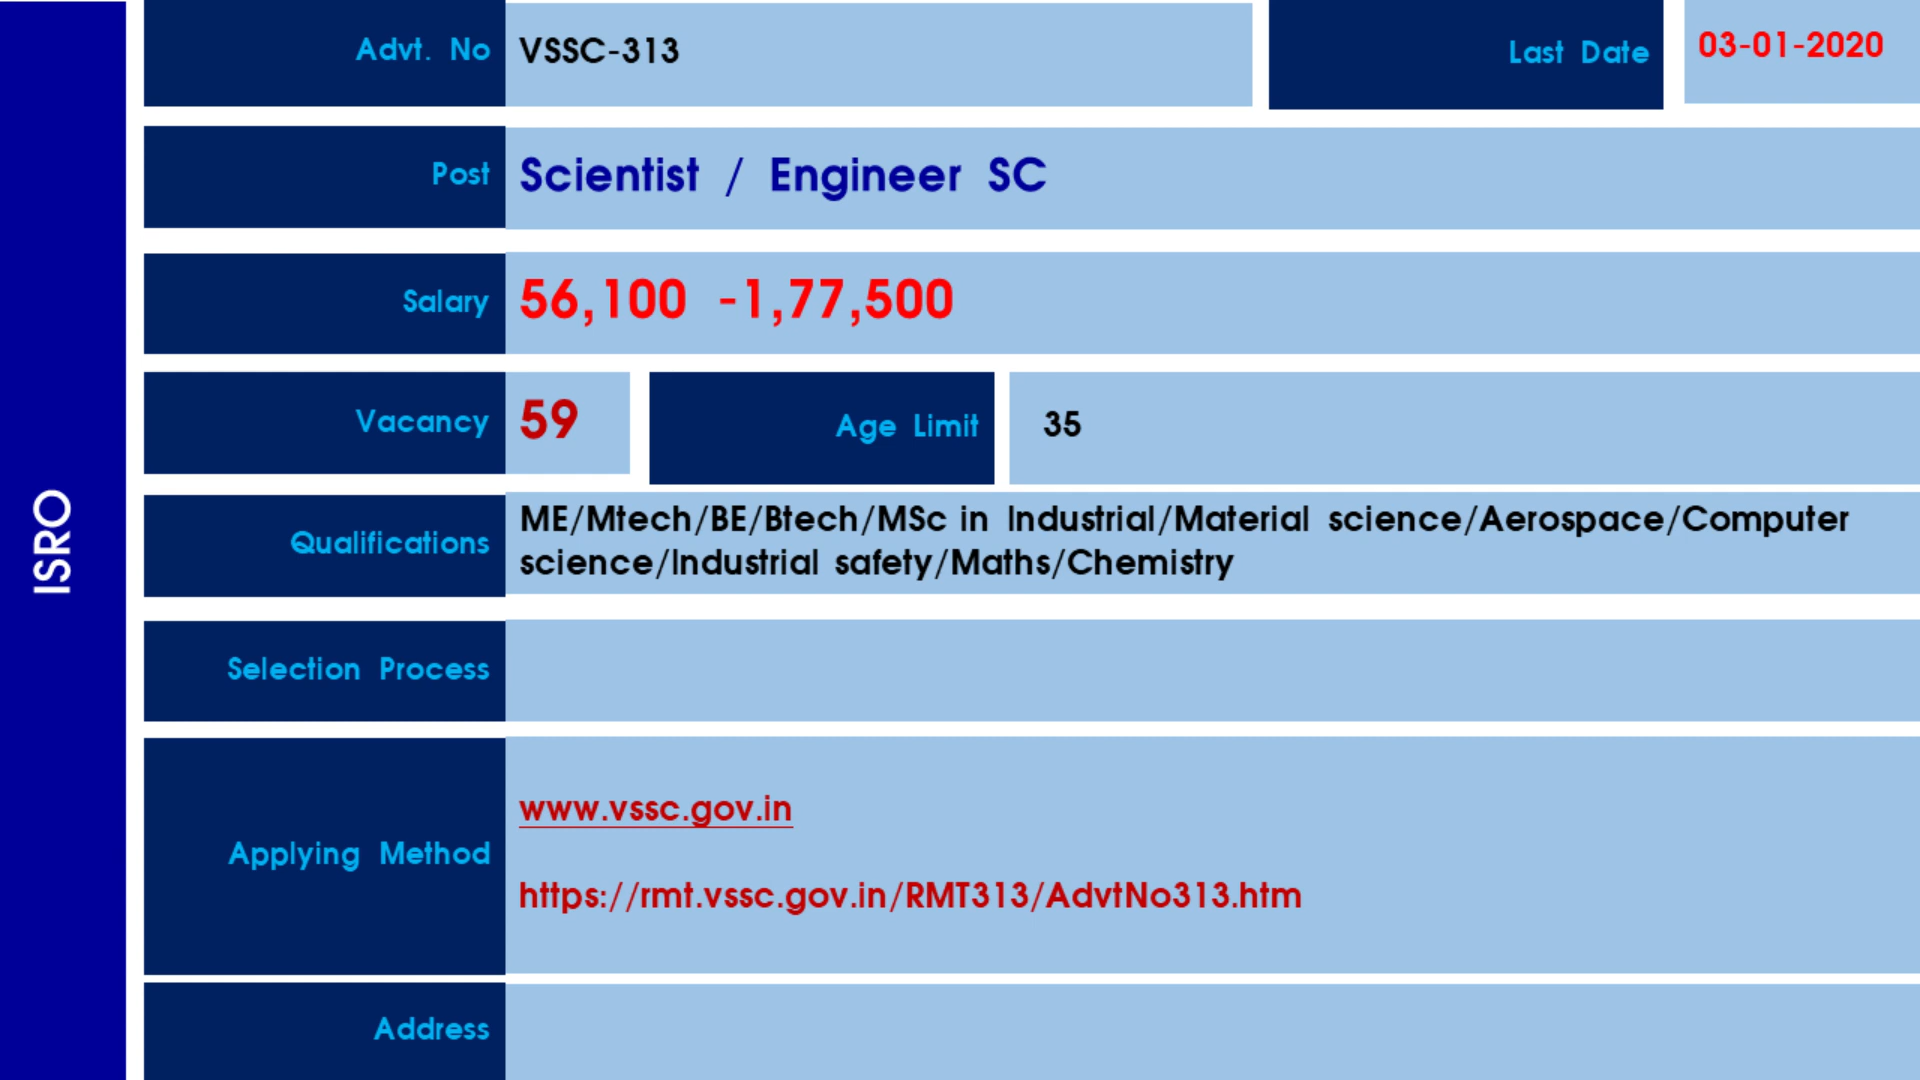 ISRO
Advt. No VSSC-313 Last Date 03-01-2020
Post Scientist / Engineer SC
Salary 56,100 -1,77,500
Vacancy 59 Age Limit 35
Qualifications ME/Mtech/BE/Btech/MSc in Industrial/Material science/Aerospace/Computer
science/Industrial safety/Maths/Chemistry
Selection Process
Applying Method
www.vssc.gov.in
https://rmt.vssc.gov.in/RMT313/AdvtNo313.htm
Address